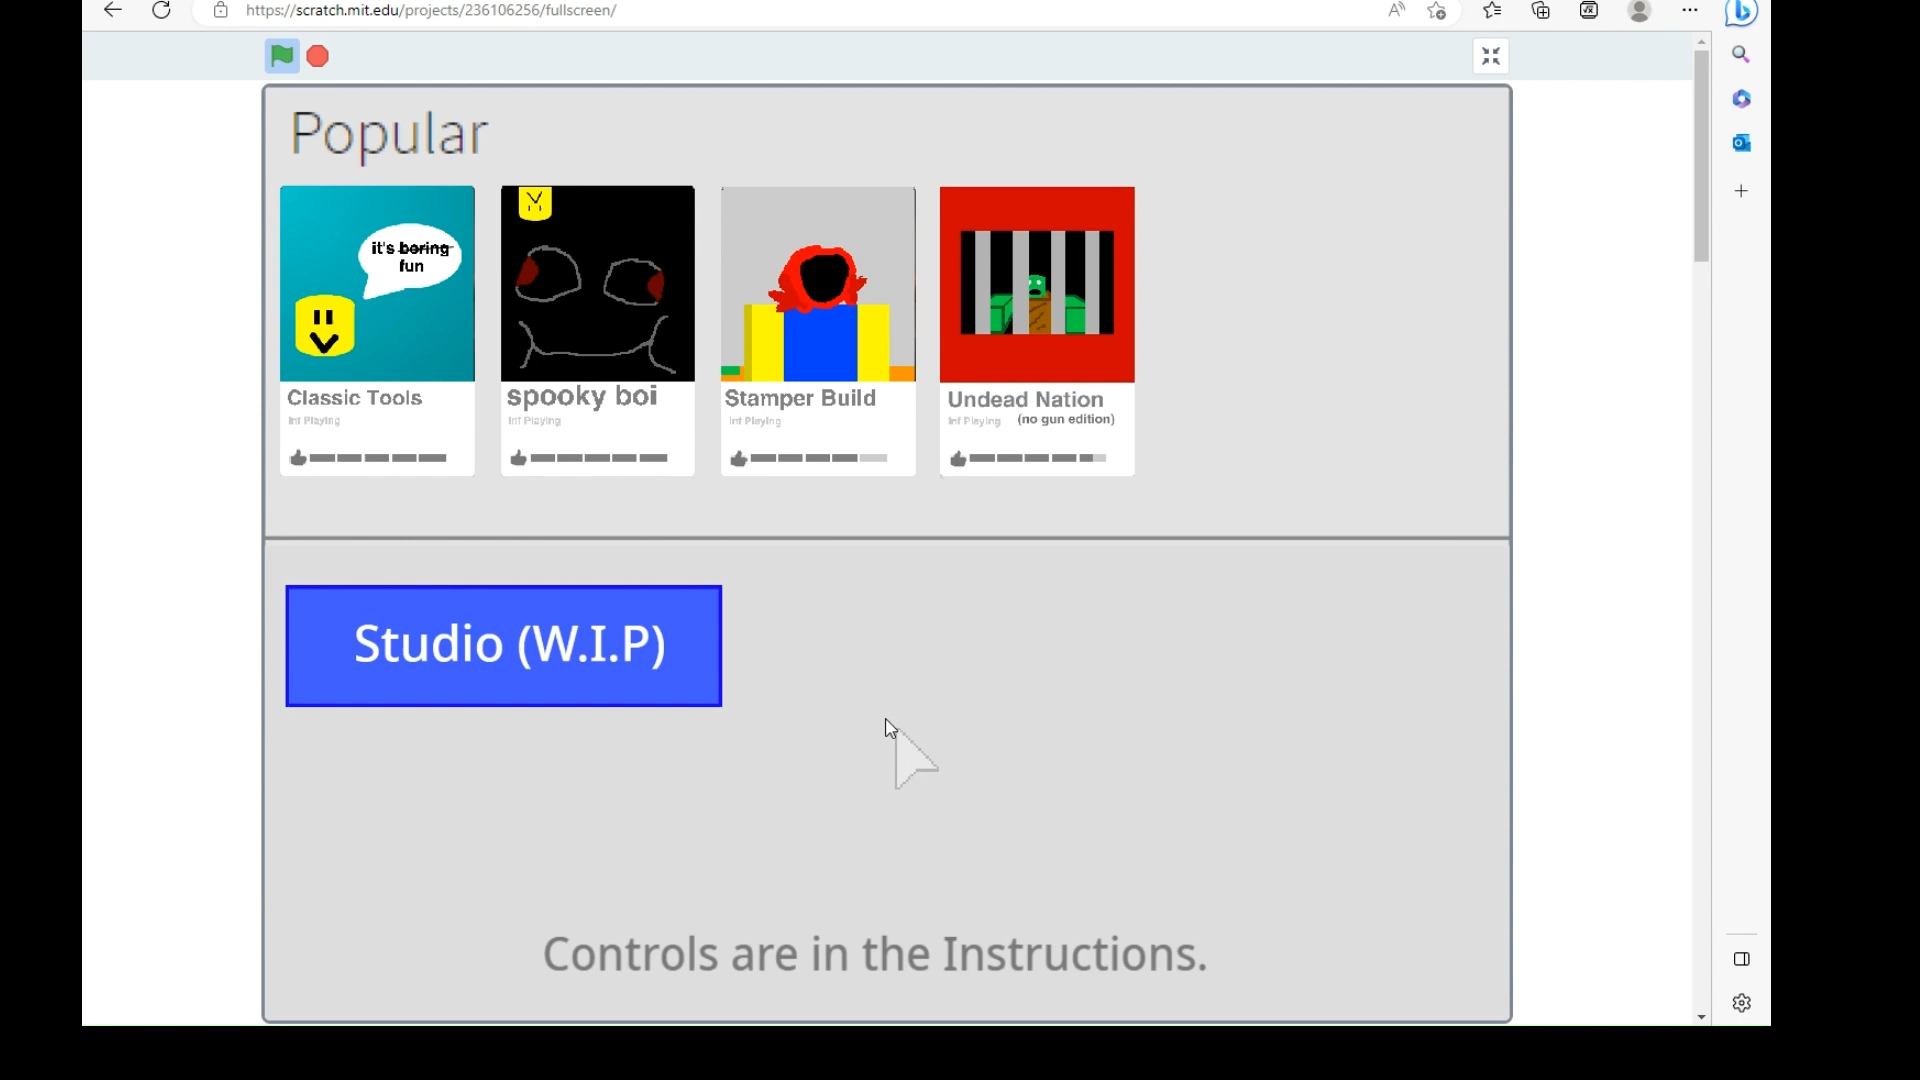 https://scratch.mit.edu/projects/236106256/fullscreen/
Popular
it's boring
fun
Classic Tools
Inf Playing
spooky boi
Inf Playing
Stamper Build
Inf Playing
Undead Nation
Inf Playing (no gun edition)
Studio (W.I.P)
Controls are in the Instructions.